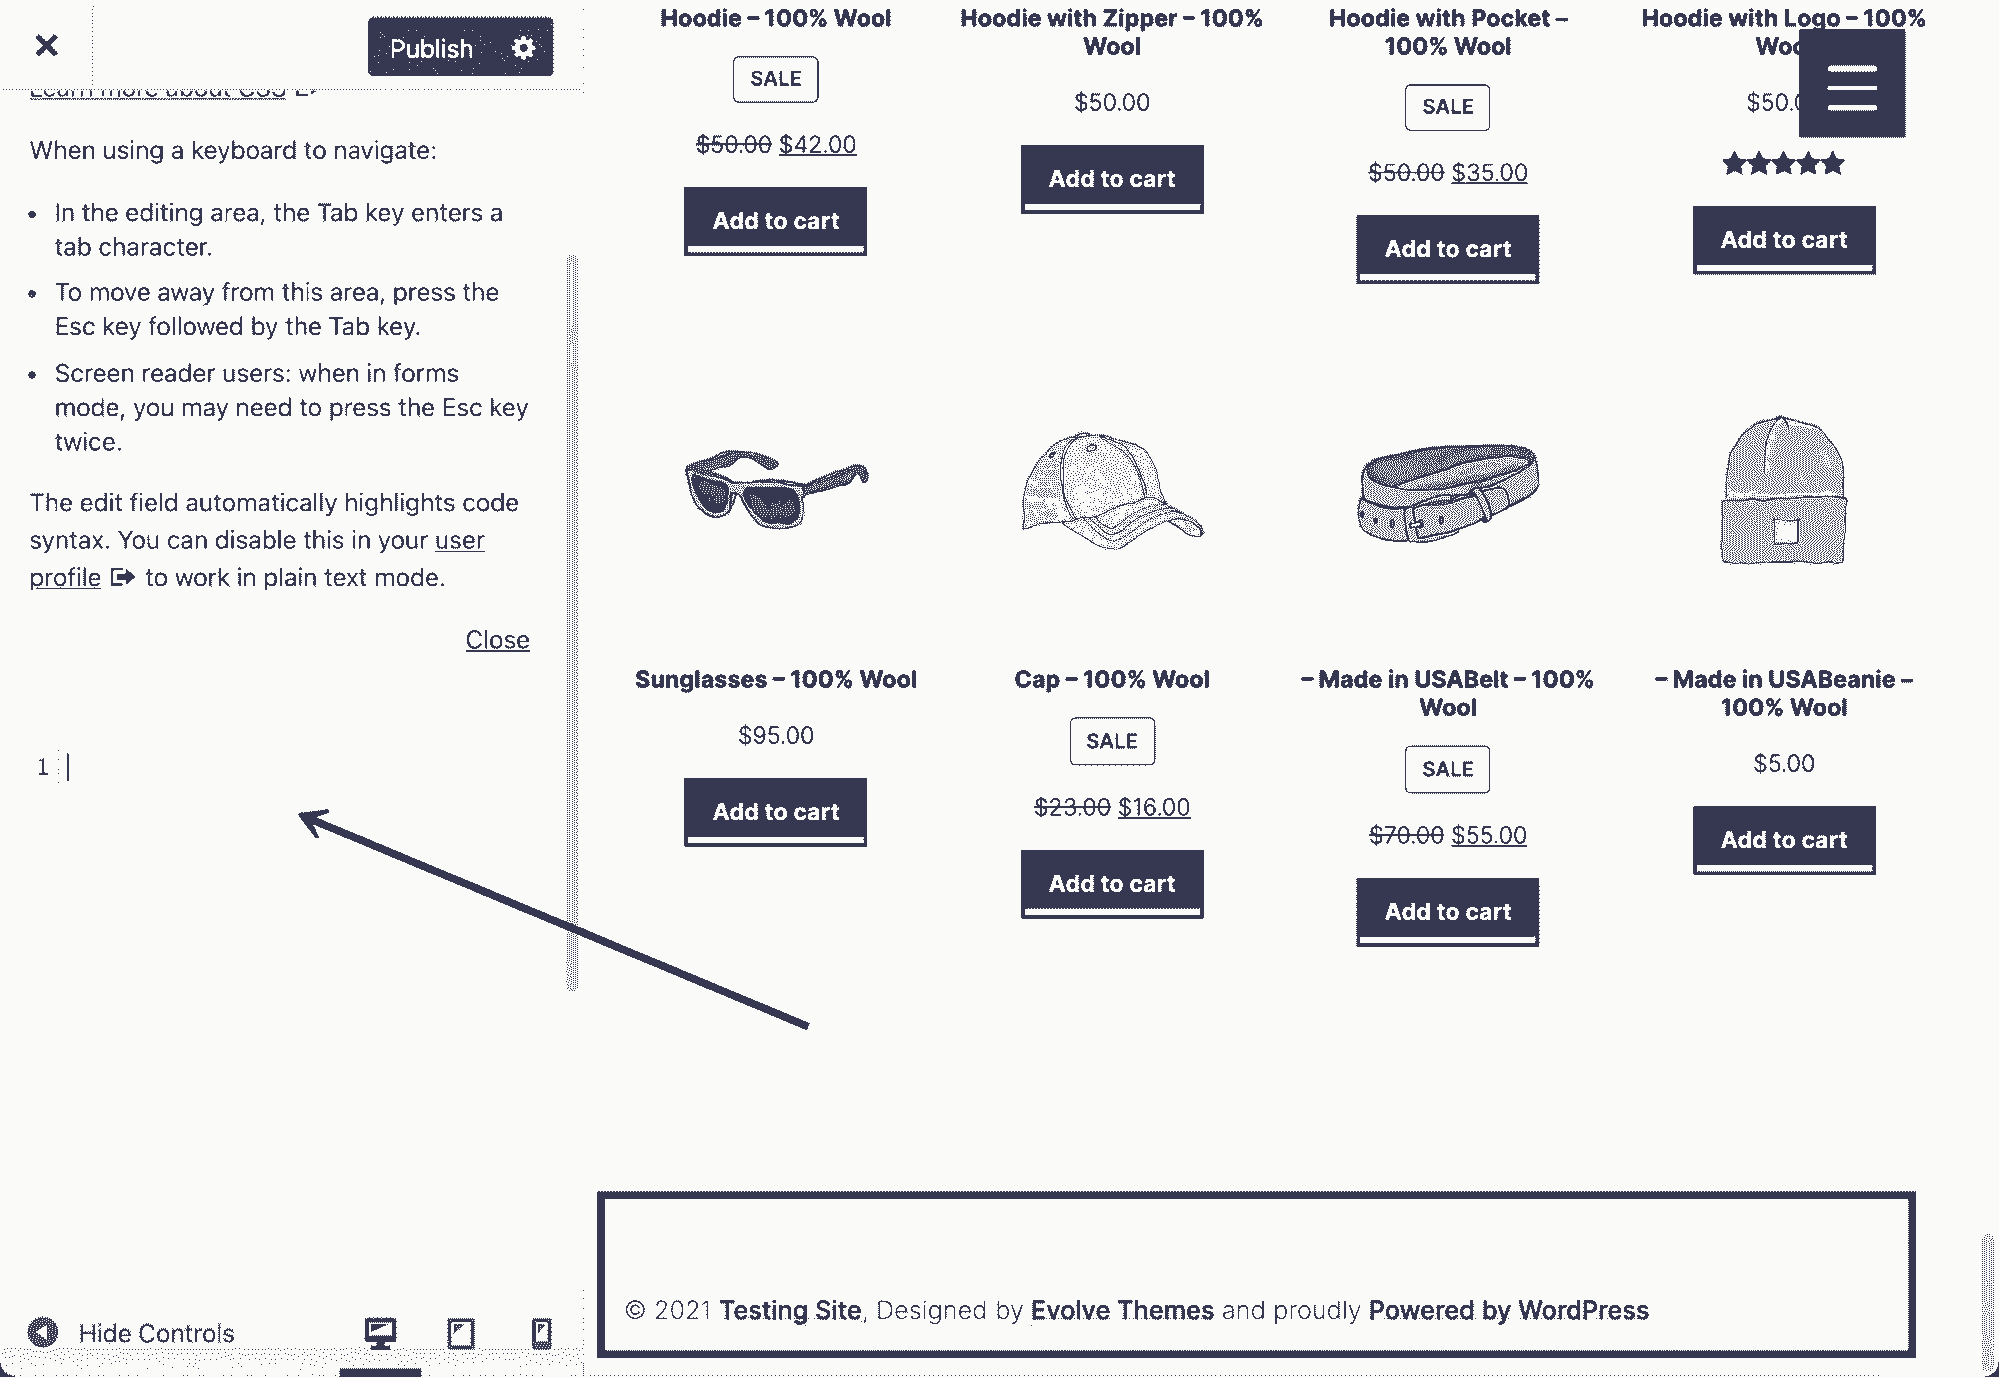 Publish
Learn more about CSS
When using a keyboard to navigate:
• In the editing area, the Tab key enters a
tab character.
• To move away from this area, press the
Esc key followed by the Tab key.
• Screen reader users: when in forms
mode, you may need to press the Esc key
twice.
The edit field automatically highlights code
syntax. You can disable this in your user
profile to work in plain text mode.
Close
1
Hide Controls
Hoodie – 100% Wool
SALE
$50.00 $42.00
Add to cart
Hoodie with Zipper – 100%
Wool
$50.00
Add to cart
Hoodie with Pocket –
100% Wool
SALE
$50.00 $35.00
Add to cart
Hoodie with Logo – 100%
Add to cart
Sunglasses – 100% Wool
$95.00
Add to cart
Cap – 100% Wool
SALE
$23.00 $16.00
Add to cart
– Made in USABelt – 100%
Wool
SALE
$70.00 $55.00
Add to cart
– Made in USABeanie –
100% Wool
$5.00
Add to cart
© 2021 Testing Site, Designed by Evolve Themes and proudly Powered by WordPress